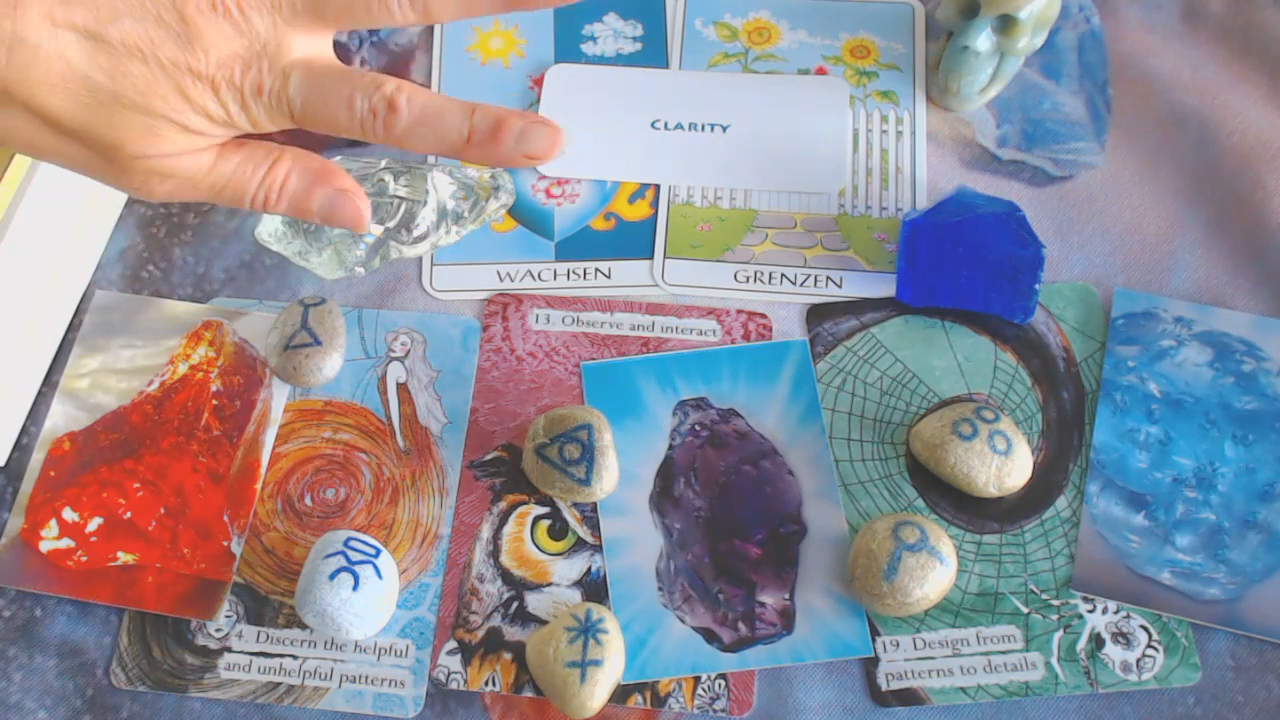 CLARITY
WACHSEN
GRENZEN
13. Observe and interact
4. Discern the helpful
and unhelpful patterns
19. Design from
patterns to details